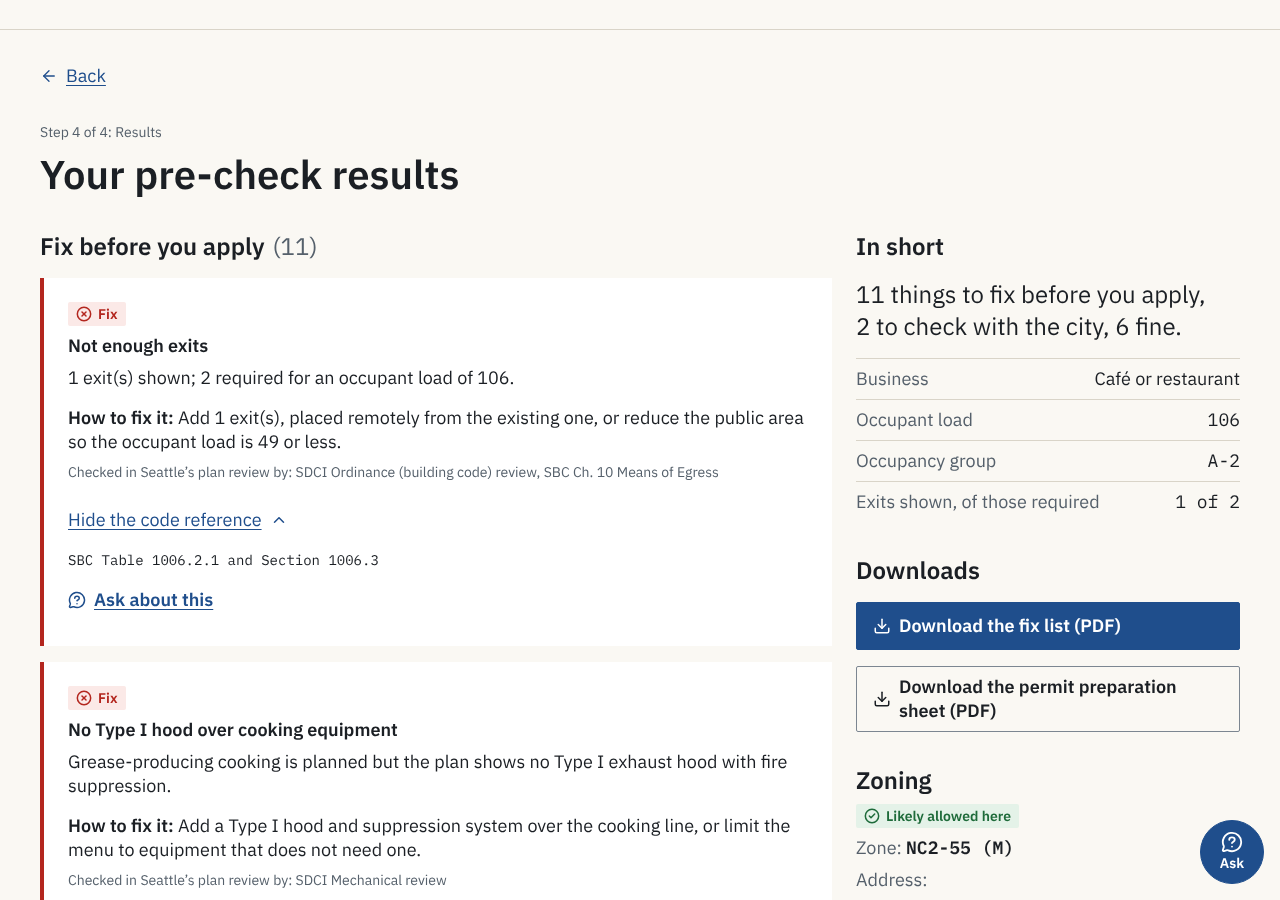 Back
Step 4 of 4: Results
Your pre-check results
Fix before you apply (11)
Fix
Not enough exits
1 exit(s) shown; 2 required for an occupant load of 106.
How to fix it: Add 1 exit(s), placed remotely from the existing one, or reduce the public area
so the occupant load is 49 or less.
Checked in Seattle’s plan review by: SDCI Ordinance (building code) review, SBC Ch. 10 Means of Egress
Hide the code reference
SBC Table 1006.2.1 and Section 1006.3
Ask about this
Fix
No Type I hood over cooking equipment
Grease-producing cooking is planned but the plan shows no Type I exhaust hood with fire
suppression.
How to fix it: Add a Type I hood and suppression system over the cooking line, or limit the
menu to equipment that does not need one.
Checked in Seattle’s plan review by: SDCI Mechanical review
In short
11 things to fix before you apply,
2 to check with the city, 6 fine.
Business Café or restaurant
Occupant load 106
Occupancy group A-2
Exits shown, of those required 1 of 2
Downloads
Download the fix list (PDF)
Download the permit preparation
sheet (PDF)
Zoning
Likely allowed here
Zone: NC2-55 (M)
Address:
Ask